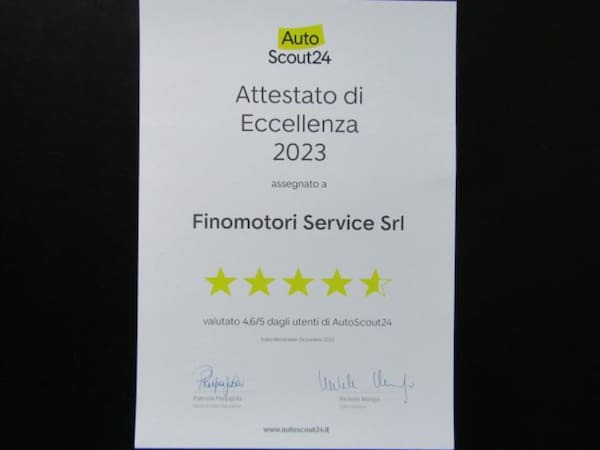 Auto
Scout24
Attestato di
Eccellenza
2023
assegnato a
Finomotori Service Srl
valutato 4,6/5 dagli utenti di AutoScout24
www.autoscout24.it